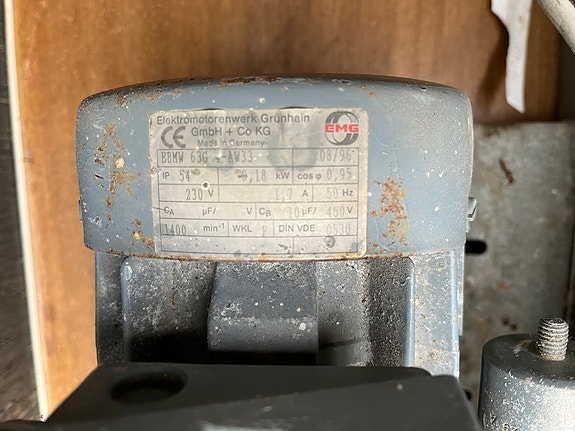 Elektromotorenwerk Grünhain
GmbH + Co KG
Made in Germany
CE
EMG
EBMW 63G -AW33 08/96
IP 54 0,18 kW cos φ 0,95
230 V 1,7 A 50 Hz
CA µF/ V CB 10 µF/ 450 V
1400 min⁻¹ WKL DIN VDE 0530